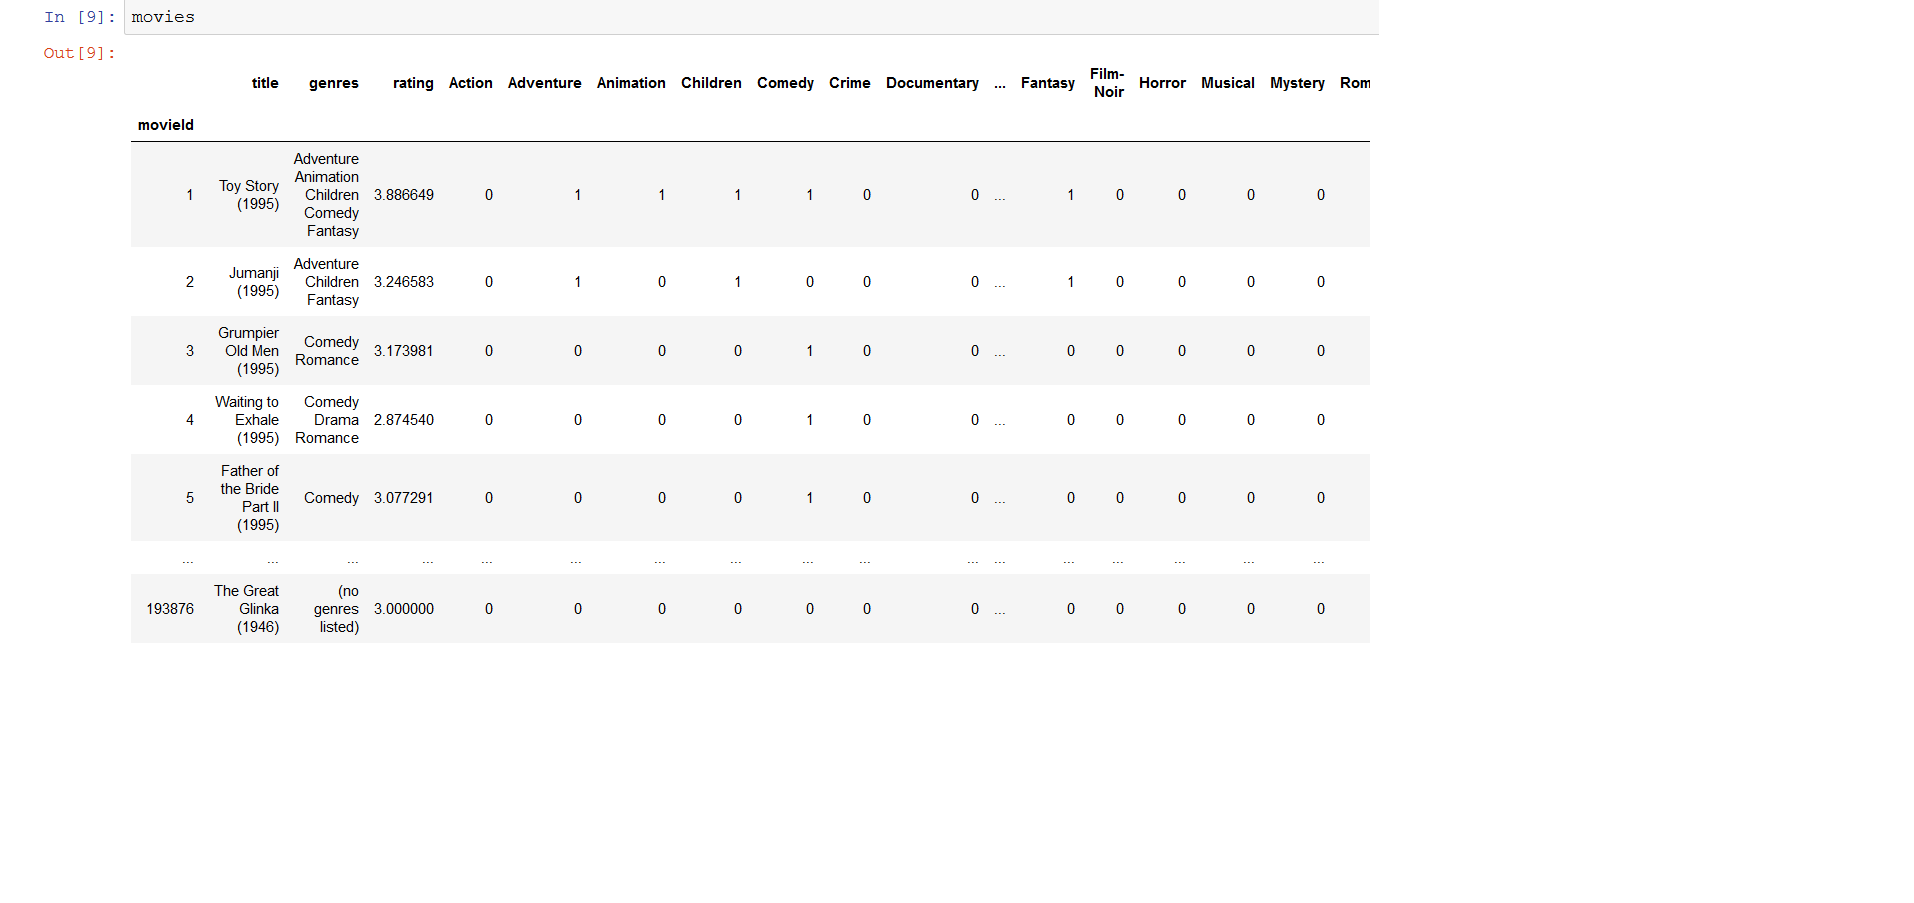 In [9]: movies
Out[9]:
title genres rating Action Adventure Animation Children Comedy Crime Documentary ... Fantasy Film-Noir Horror Musical Mystery Rom
movieId
1 Toy Story (1995) Adventure Animation Children Comedy Fantasy 3.886649 0 1 1 1 1 0 0 ... 1 0 0 0 0
2 Jumanji (1995) Adventure Children Fantasy 3.246583 0 1 0 1 0 0 0 ... 1 0 0 0 0
3 Grumpier Old Men (1995) Comedy Romance 3.173981 0 0 0 0 1 0 0 ... 0 0 0 0 0
4 Waiting to Exhale (1995) Comedy Drama Romance 2.874540 0 0 0 0 1 0 0 ... 0 0 0 0 0
5 Father of the Bride Part II (1995) Comedy 3.077291 0 0 0 0 1 0 0 ... 0 0 0 0 0
... ... ... ... ... ... ... ... ... ... ... ... ... ... ... ... ...
193876 The Great Glinka (1946) (no genres listed) 3.000000 0 0 0 0 0 0 0 ... 0 0 0 0 0